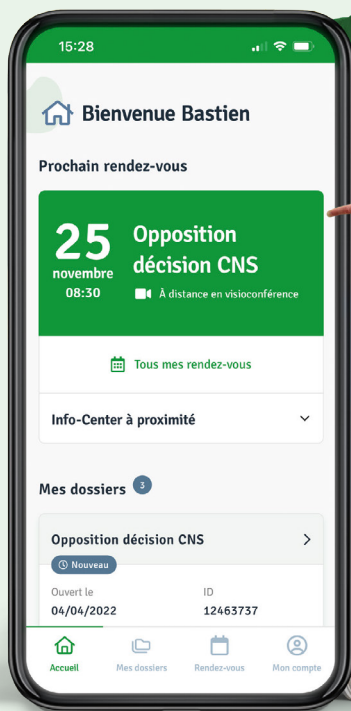 15:28
Bienvenue Bastien
Prochain rendez-vous
25
novembre
08:30
Opposition
décision CNS
À distance en visioconférence
Tous mes rendez-vous
Info-Center à proximité
Mes dossiers 3
Opposition décision CNS
Nouveau
Ouvert le ID
04/04/2022 12463737
Accueil Mes dossiers Rendez-vous Mon compte